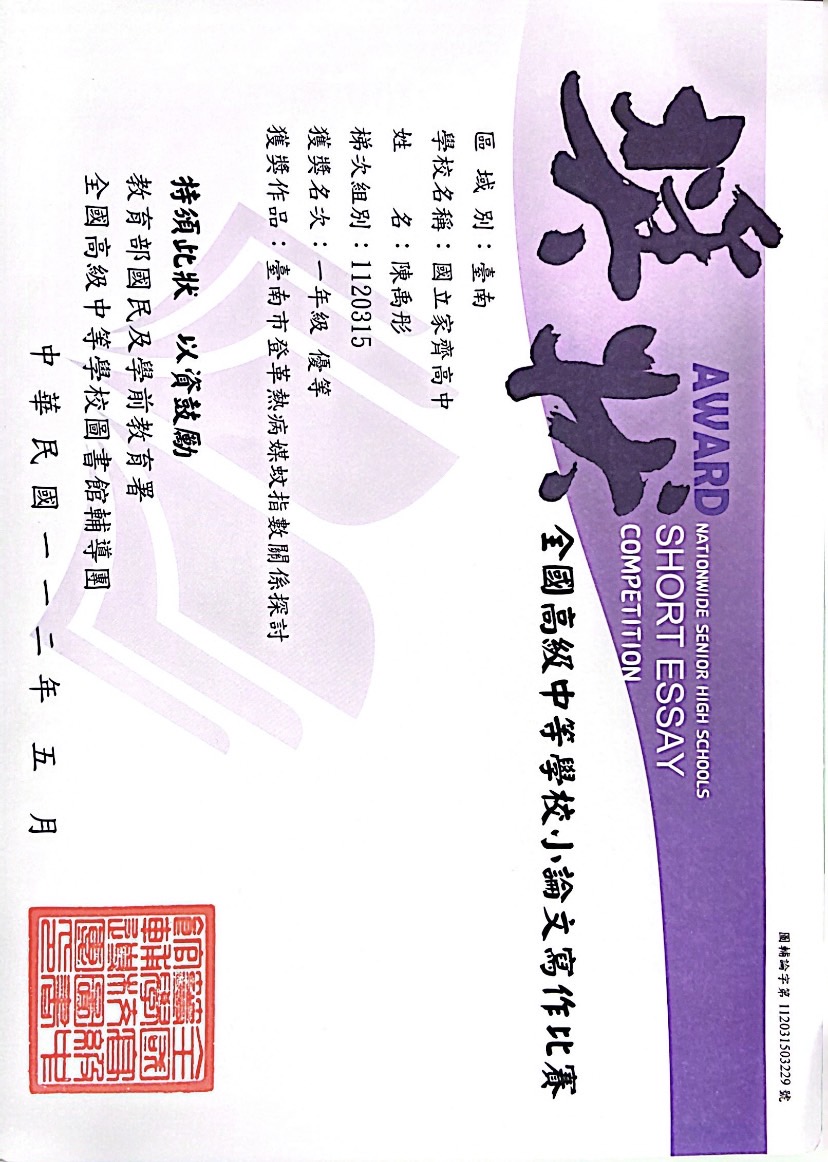 圖輔論字第 112031503229 號
獎狀
AWARD
NATIONWIDE SENIOR HIGH SCHOOLS
SHORT ESSAY
COMPETITION
全國高級中等學校小論文寫作比賽
區域別：臺南
學校名稱：國立家齊高中
姓　名：陳禹彤
梯次組別：1120315
獲獎名次：一年級 優等
獲獎作品：臺南市登革熱病媒蚊指數關係探討
特頒此狀 以資鼓勵
教育部國民及學前教育署
全國高級中等學校圖書館輔導團
中華民國一一二年五月